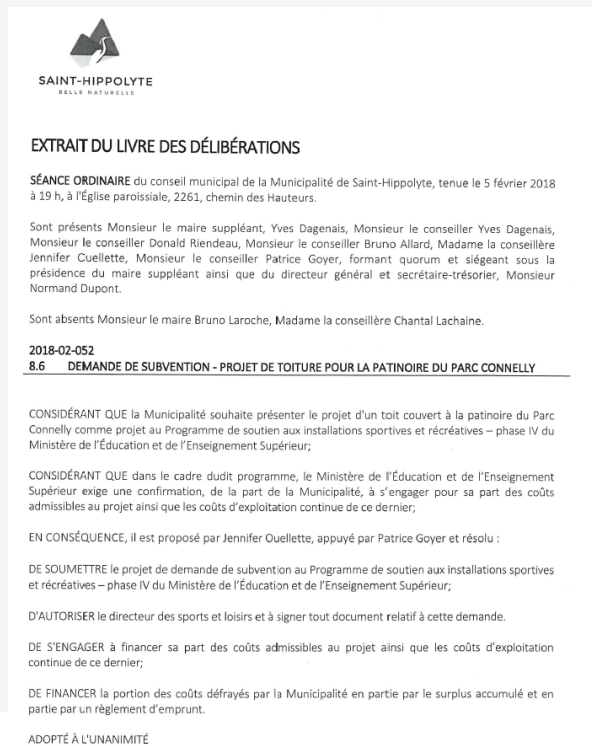 SAINT-HIPPOLYTE
BELLE NATURELLE
EXTRAIT DU LIVRE DES DÉLIBÉRATIONS
SÉANCE ORDINAIRE du conseil municipal de la Municipalité de Saint-Hippolyte, tenue le 5 février 2018
à 19 h, à l'Église paroissiale, 2261, chemin des Hauteurs.
Sont présents Monsieur le maire suppléant, Yves Dagenais, Monsieur le conseiller Yves Dagenais,
Monsieur le conseiller Donald Riendeau, Monsieur le conseiller Bruno Allard, Madame la conseillère
Jennifer Cuellette, Monsieur le conseiller Patrice Goyer, formant quorum et siégeant sous la
présidence du maire suppléant ainsi que du directeur général et secrétaire-trésorier, Monsieur
Normand Dupont.
Sont absents Monsieur le maire Bruno Laroche, Madame la conseillère Chantal Lachaine.
2018-02-052
8.6 DEMANDE DE SUBVENTION - PROJET DE TOITURE POUR LA PATINOIRE DU PARC CONNELLY
CONSIDÉRANT QUE la Municipalité souhaite présenter le projet d'un toit couvert à la patinoire du Parc
Connelly comme projet au Programme de soutien aux installations sportives et récréatives – phase IV du
Ministère de l'Éducation et de l'Enseignement Supérieur;
CONSIDÉRANT QUE dans le cadre dudit programme, le Ministère de l'Éducation et de l'Enseignement
Supérieur exige une confirmation, de la part de la Municipalité, à s'engager pour sa part des coûts
admissibles au projet ainsi que les coûts d'exploitation continue de ce dernier;
EN CONSÉQUENCE, il est proposé par Jennifer Ouellette, appuyé par Patrice Goyer et résolu :
DE SOUMETTRE le projet de demande de subvention au Programme de soutien aux installations sportives
et récréatives – phase IV du Ministère de l'Éducation et de l'Enseignement Supérieur;
D'AUTORISER le directeur des sports et loisirs et à signer tout document relatif à cette demande.
DE S'ENGAGER à financer sa part des coûts admissibles au projet ainsi que les coûts d'exploitation
continue de ce dernier;
DE FINANCER la portion des coûts défrayés par la Municipalité en partie par le surplus accumulé et en
partie par un règlement d'emprunt.
ADOPTÉ À L'UNANIMITÉ